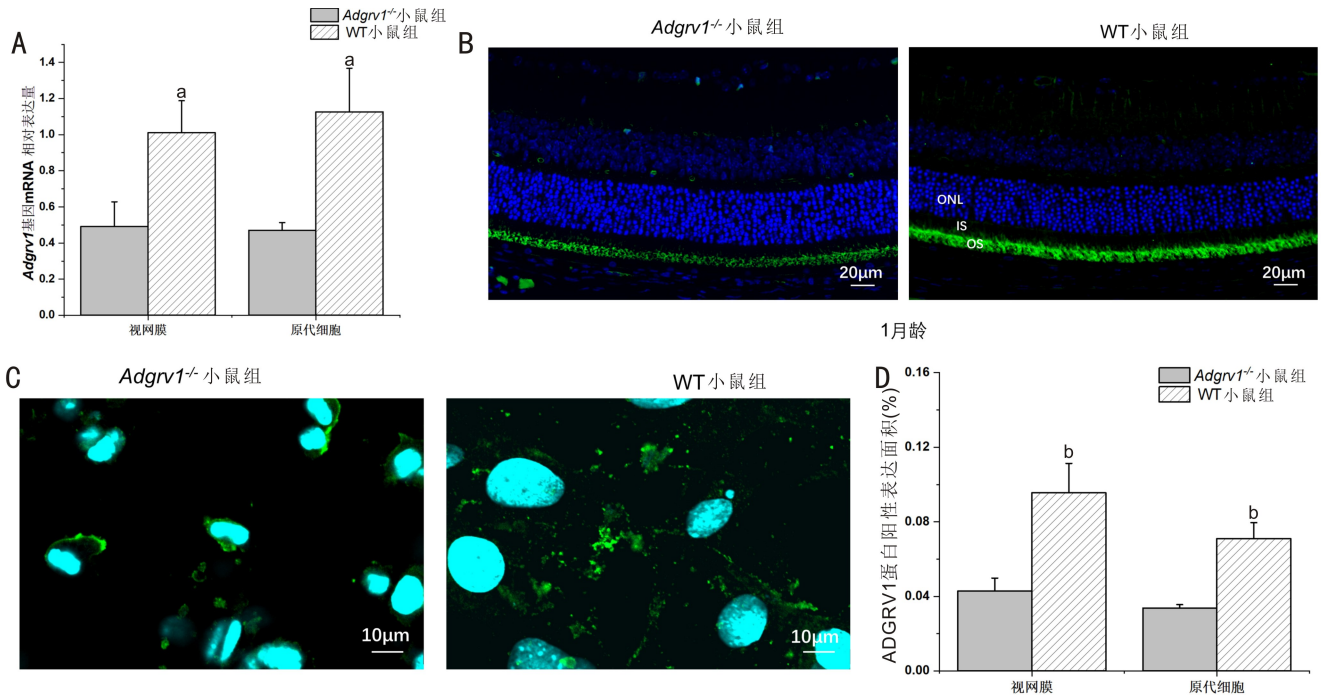 A
Adgrv1-/-小鼠组
WT小鼠组
Adgrv1基因mRNA 相对表达量
1.4
1.2
1.0
0.8
0.6
0.4
0.2
0.0
a
a
视网膜
原代细胞
B
Adgrv1-/-小鼠组
WT小鼠组
20μm
ONL
IS
OS
20μm
1月龄
C
Adgrv1-/-小鼠组
WT小鼠组
10μm
10μm
D
Adgrv1-/-小鼠组
WT小鼠组
ADGRV1蛋白阳性表达面积(%)
0.16
0.12
0.08
0.04
0.00
b
b
视网膜
原代细胞